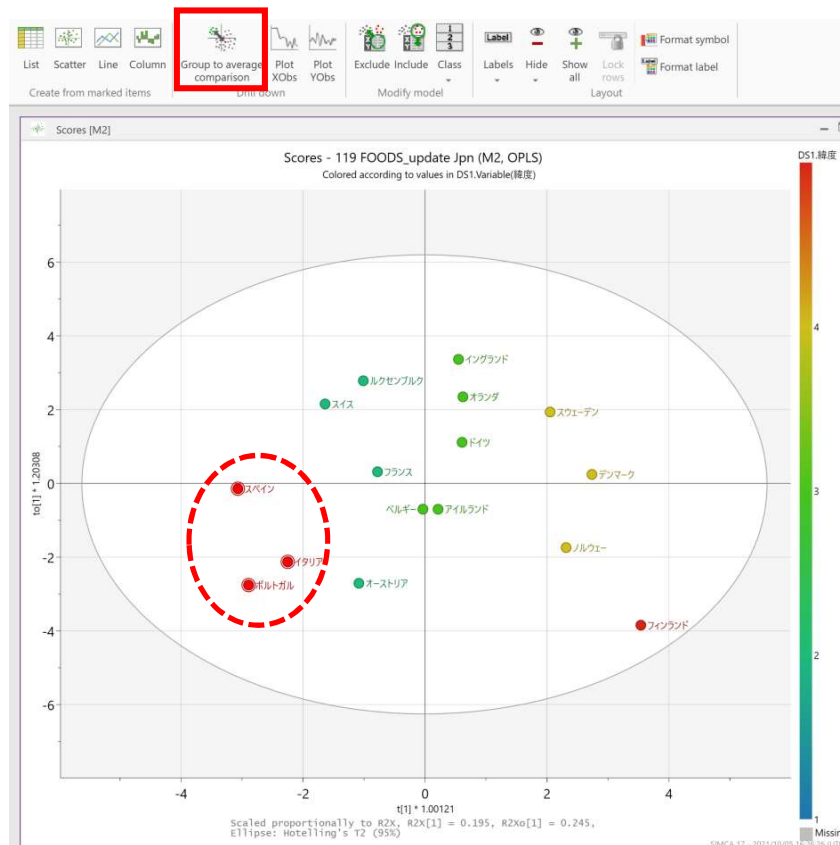 List Scatter Line Column
Create from marked items
Group to average comparison
Plot XObs
Plot YObs
Drill down
Exclude Include Class
Modify model
Label
Labels Hide Show all Lock rows
Format symbol
Format label
Layout
Scores [M2]
Scores - 119 FOODS_update Jpn (M2, OPLS)
Colored according to values in DS1.Variable(緯度)
DS1.緯度
to[1] * 1.20308
6
4
2
0
-2
-4
-6
イングランド
ルクセンブルク
オランダ
スイス
スウェーデン
ドイツ
フランス
デンマーク
スペイン
ベルギー
アイルランド
ノルウェー
イタリア
ポルトガル
オーストリア
フィンランド
4
3
2
1
-4 -2 0 2 4
t[1] * 1.00121
Scaled proportionally to R2X, R2X[1] = 0.195, R2Xo[1] = 0.245,
Ellipse: Hotelling's T2 (95%)